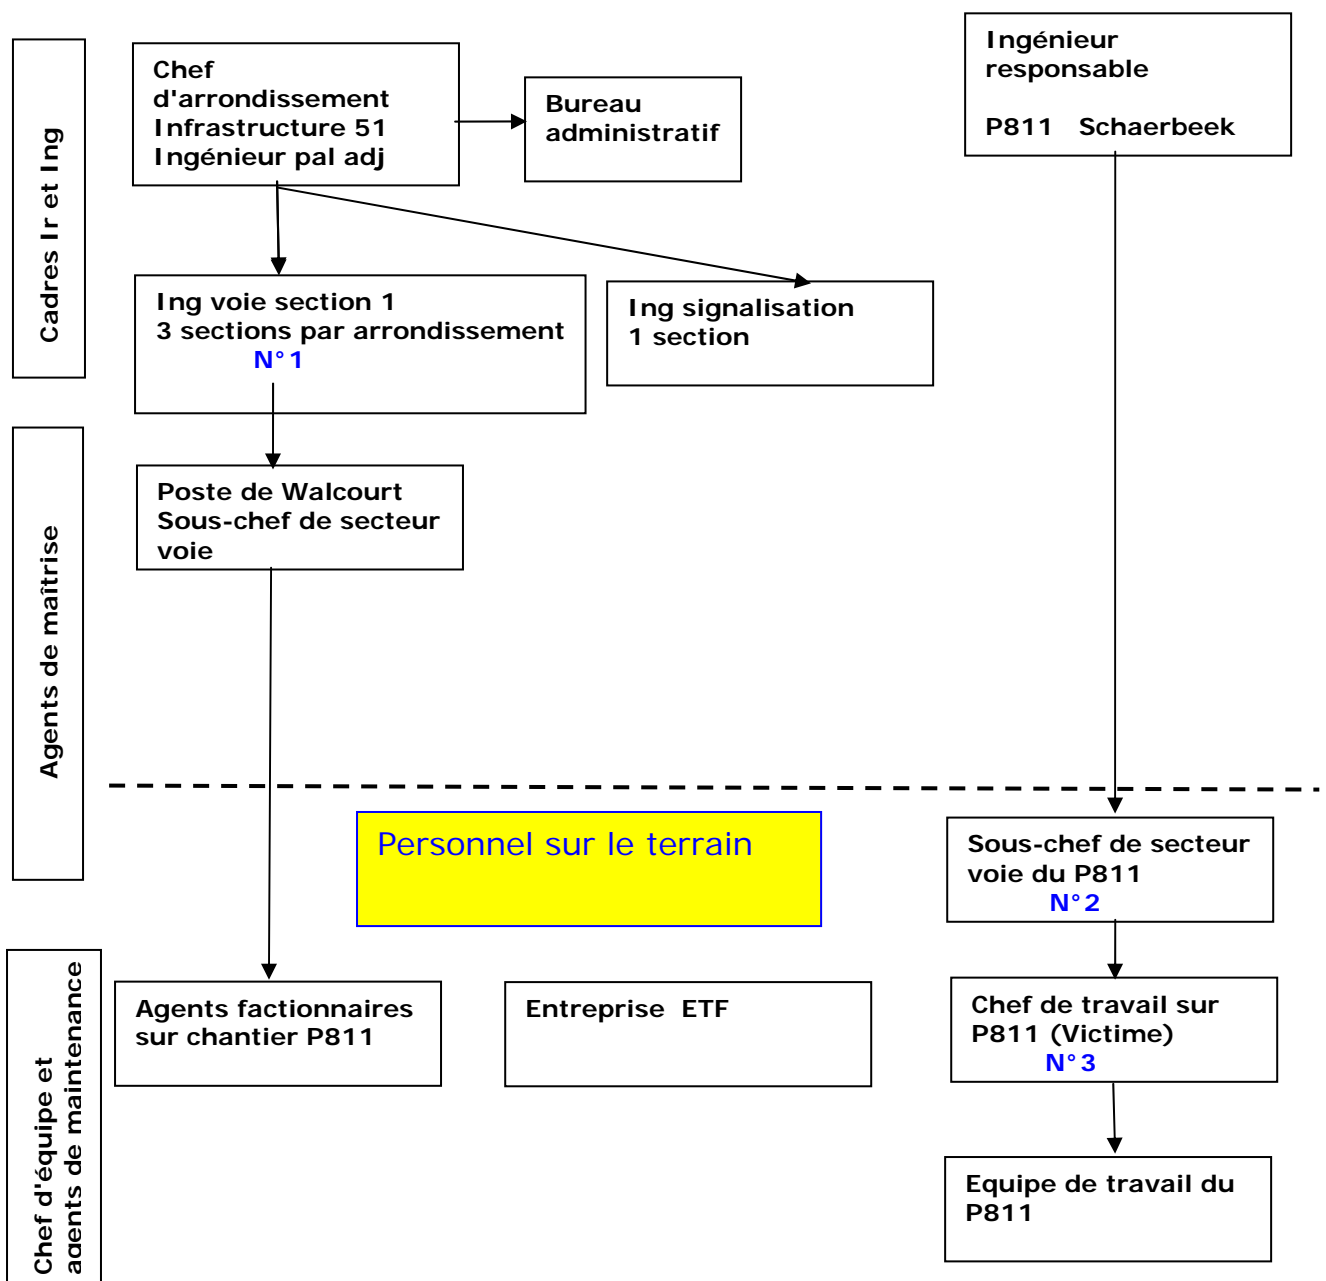 Cadres Ir et Ing
Chef
d'arrondissement
Infrastructure 51
Ingénieur pal adj
Bureau
administratif
Ingénieur
responsable
P811 Schaerbeek
Ing voie section 1
3 sections par arrondissement
N°1
Ing signalisation
1 section
Agents de maîtrise
Poste de Walcourt
Sous-chef de secteur
voie
Personnel sur le terrain
Sous-chef de secteur
voie du P811
N°2
Chef d'équipe et
agents de maintenance
Agents factionnaires
sur chantier P811
Entreprise ETF
Chef de travail sur
P811 (Victime)
N°3
Equipe de travail du
P811